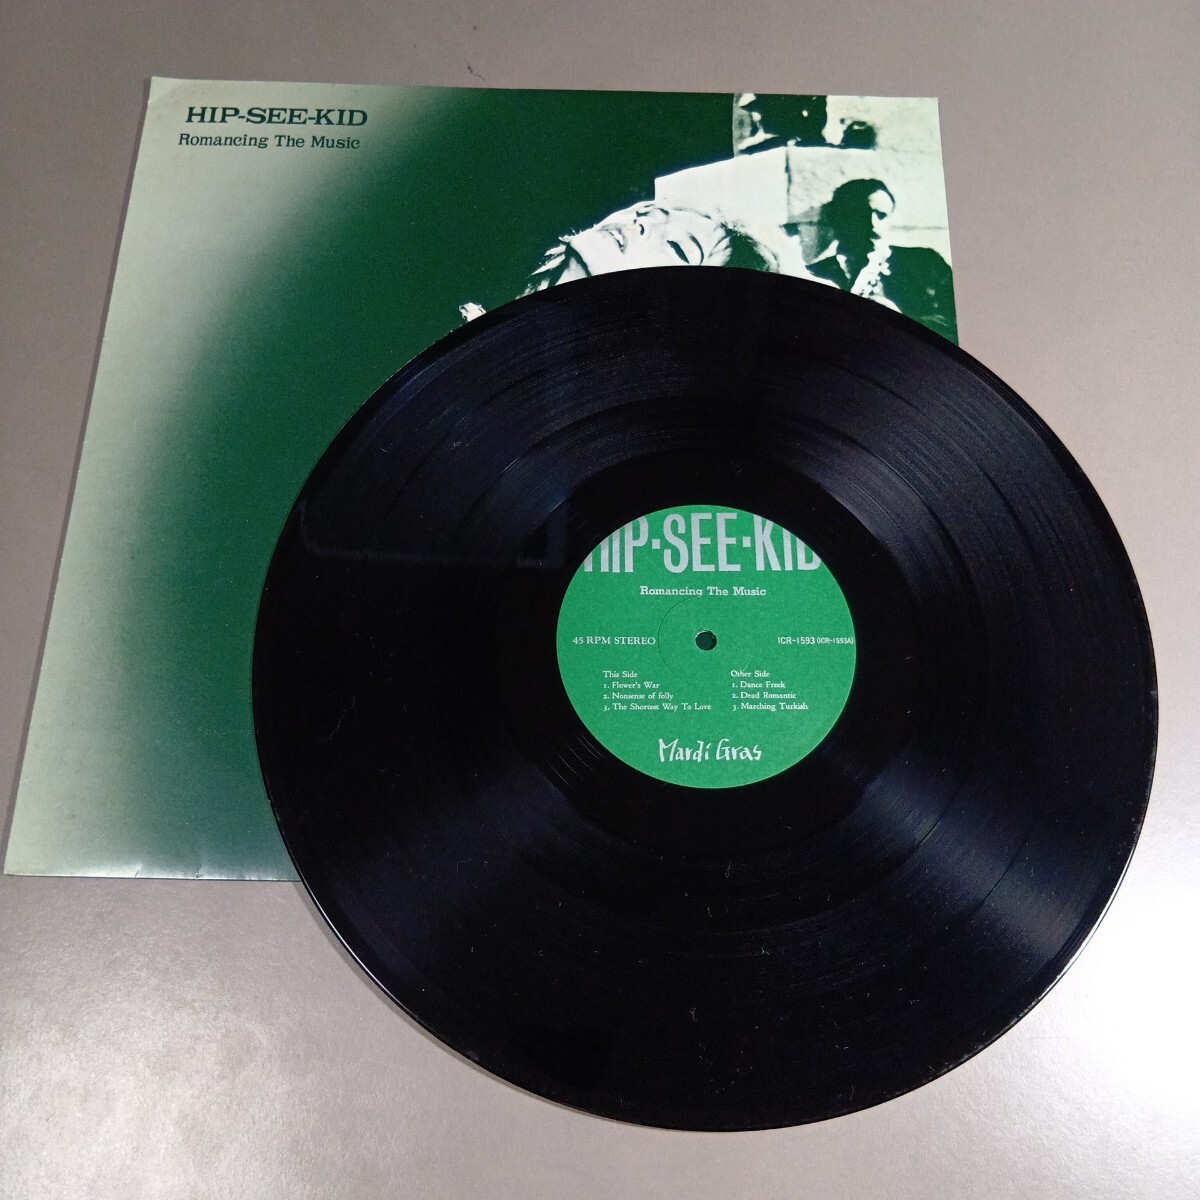 HIP-SEE-KID
Romancing The Music
HIP·SEE·KID
Romancing The Music
45 RPM STEREO
ICR-1593 (ICR-1593A)
This Side
1. Flower's War
2. Nonsense of folly
3. The Shortest Way To Love
Other Side
1. Dance Freek
2. Dead Romantic
3. Marching Turkish
Mardi Gras